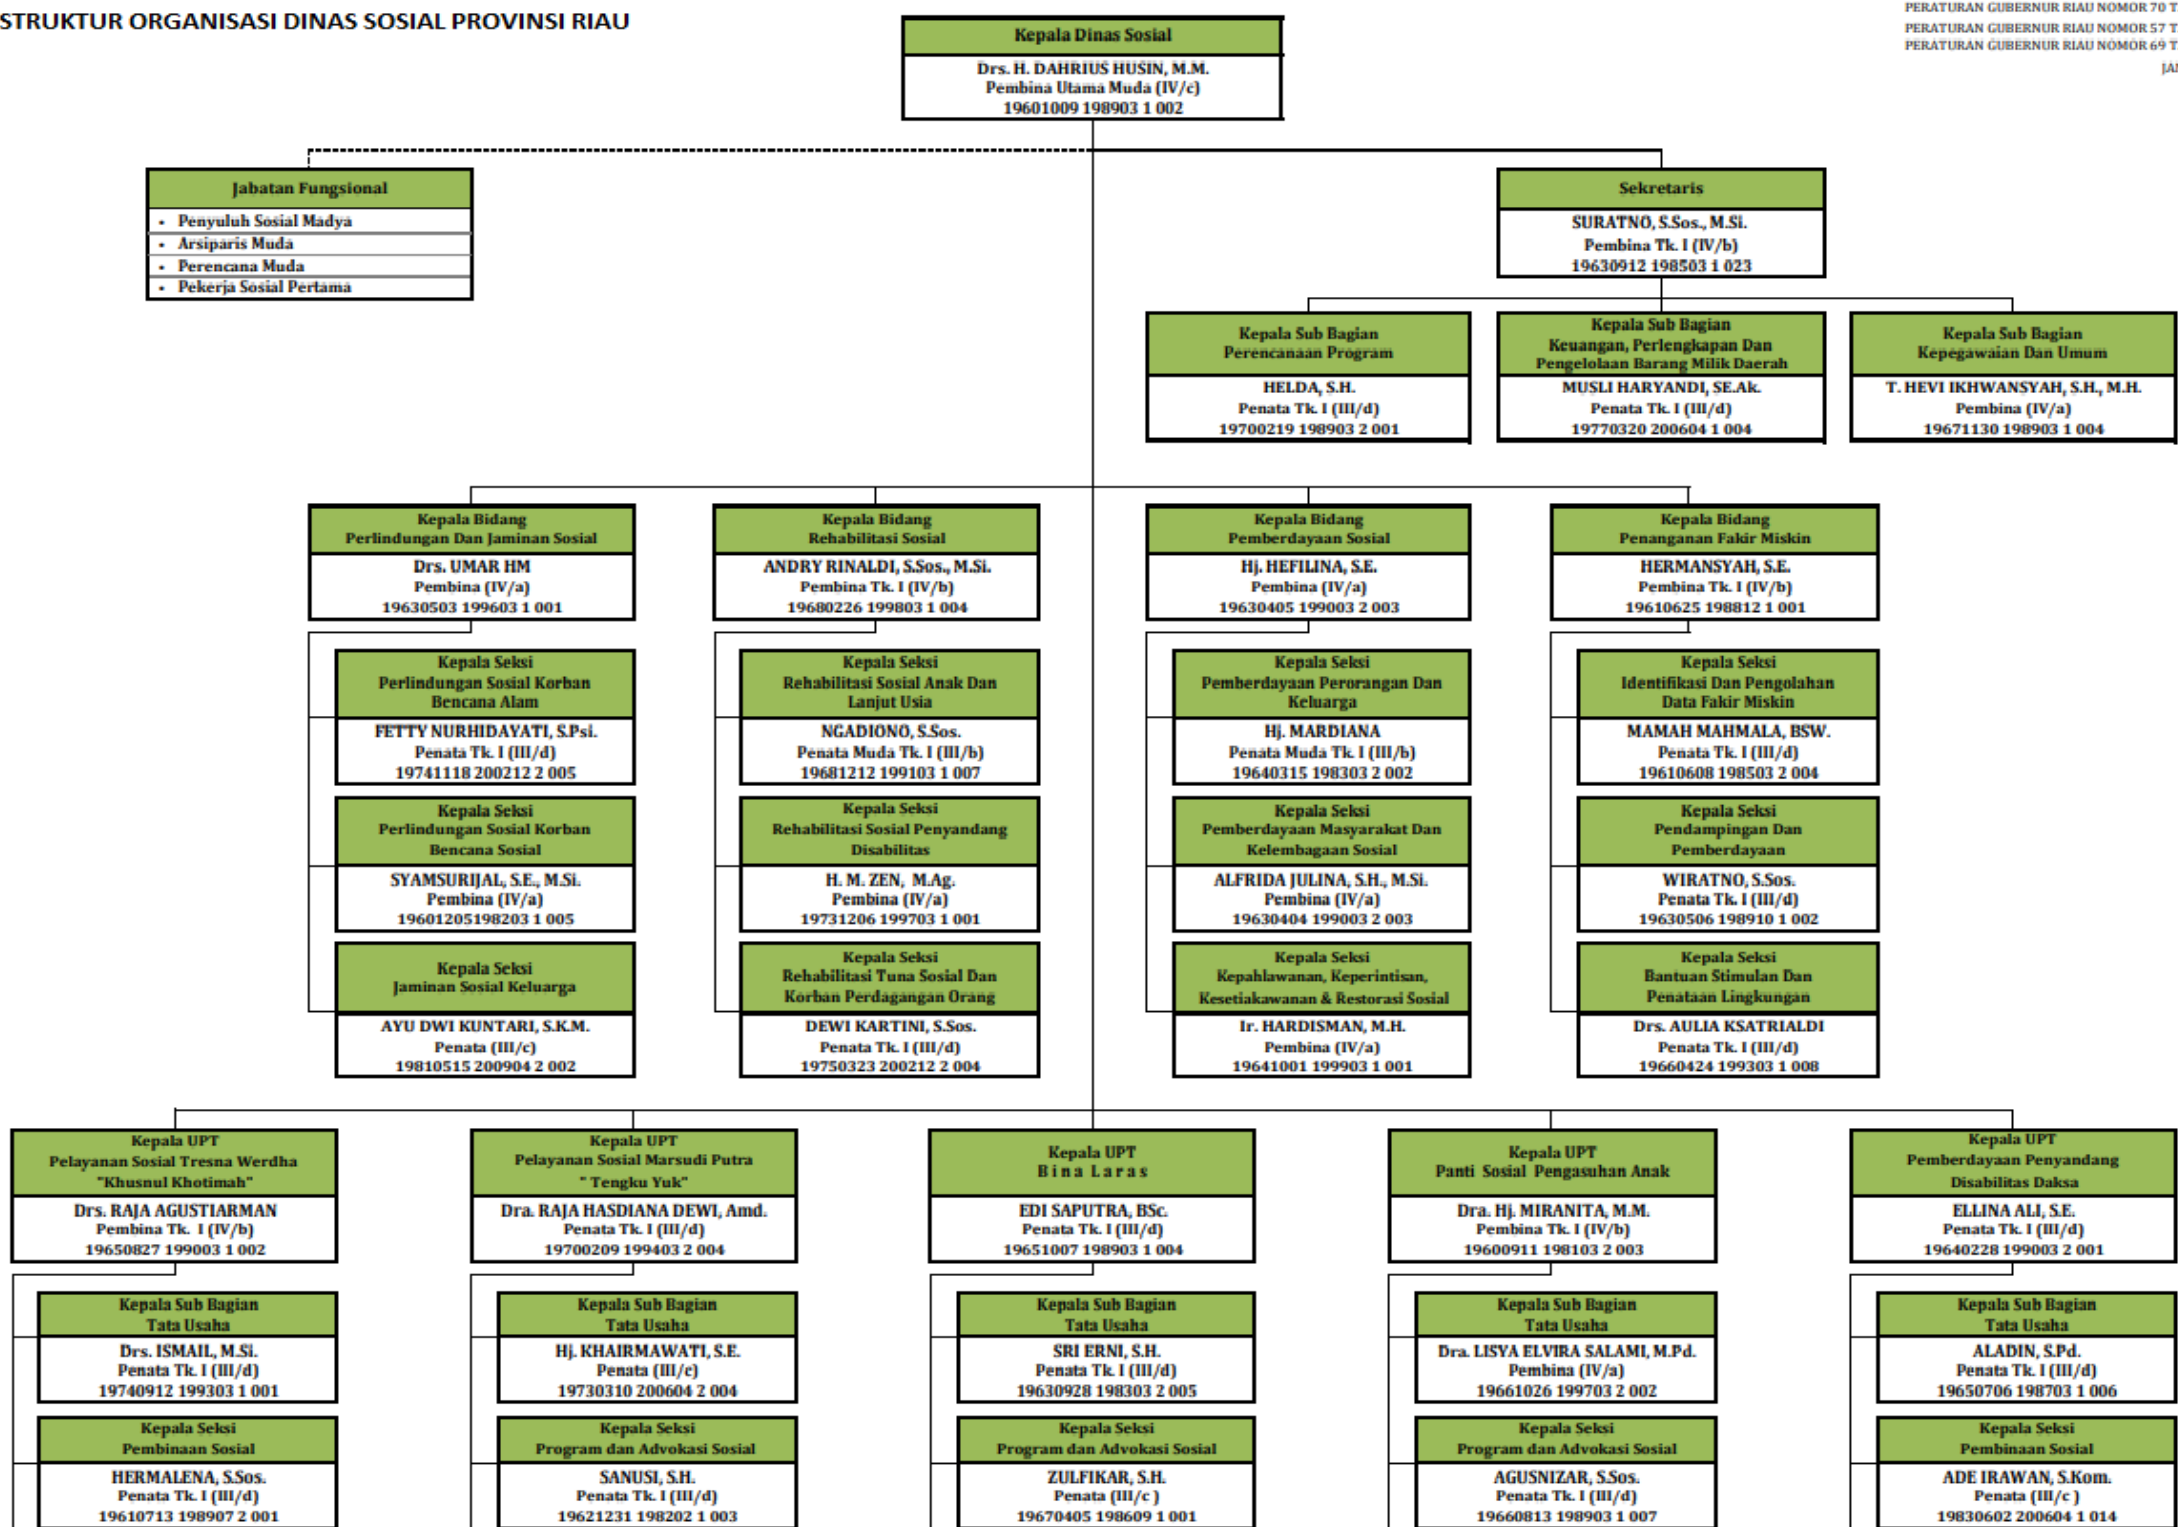 STRUKTUR ORGANISASI DINAS SOSIAL PROVINSI RIAU
PERATURAN GUBERNUR RIAU NOMOR 70 T
PERATURAN GUBERNUR RIAU NOMOR 57 T
PERATURAN GUBERNUR RIAU NOMOR 69 T
Kepala Dinas Sosial
Drs. H. DAHRIUS HUSIN, M.M.
Pembina Utama Muda (IV/c)
19601009 198903 1 002
Jabatan Fungsional
• Penyuluh Sosial Madya
• Arsiparis Muda
• Perencana Muda
• Pekerja Sosial Pertama
Sekretaris
SURATNO, S.Sos., M.Si.
Pembina Tk. I (IV/b)
19630912 198503 1 023
Kepala Sub Bagian
Perencanaan Program
HELDA, S.H.
Penata Tk. I (III/d)
19700219 198903 2 001
Kepala Sub Bagian
Keuangan, Perlengkapan Dan
Pengelolaan Barang Milik Daerah
MUSLI HARYANDI, SE.Ak.
Penata Tk. I (III/d)
19770320 200604 1 004
Kepala Sub Bagian
Kepegawaian Dan Umum
T. HEVI IKHWANSYAH, S.H., M.H.
Pembina (IV/a)
19671130 198903 1 004
Kepala Bidang
Perlindungan Dan Jaminan Sosial
Drs. UMAR HM
Pembina (IV/a)
19630503 199603 1 001
Kepala Seksi
Perlindungan Sosial Korban
Bencana Alam
FETTY NURHIDAYATI, S.Psi.
Penata Tk. I (III/d)
19741118 200212 2 005
Kepala Seksi
Perlindungan Sosial Korban
Bencana Sosial
SYAMSURIJAL, S.E., M.Si.
Pembina (IV/a)
19601205198203 1 005
Kepala Seksi
Jaminan Sosial Keluarga
AYU DWI KUNTARI, S.K.M.
Penata (III/c)
19810515 200904 2 002
Kepala Bidang
Rehabilitasi Sosial
ANDRY RINALDI, S.Sos., M.Si.
Pembina Tk. I (IV/b)
19680226 199803 1 004
Kepala Seksi
Rehabilitasi Sosial Anak Dan
Lanjut Usia
NGADIONO, S.Sos.
Penata Muda Tk. I (III/b)
19681212 199103 1 007
Kepala Seksi
Rehabilitasi Sosial Penyandang
Disabilitas
H. M. ZEN, M.Ag.
Pembina (IV/a)
19731206 199703 1 001
Kepala Seksi
Rehabilitasi Tuna Sosial Dan
Korban Perdagangan Orang
DEWI KARTINI, S.Sos.
Penata Tk. I (III/d)
19750323 200212 2 004
Kepala Bidang
Pemberdayaan Sosial
Hj. HEFILINA, S.E.
Pembina (IV/a)
19630405 199003 2 003
Kepala Seksi
Pemberdayaan Perorangan Dan
Keluarga
Hj. MARDIANA
Penata Muda Tk. I (III/b)
19640315 198303 2 002
Kepala Seksi
Pemberdayaan Masyarakat Dan
Kelembagaan Sosial
ALFRIDA JULINA, S.H., M.Si.
Pembina (IV/a)
19630404 199003 2 003
Kepala Seksi
Kepahlawanan, Keperintisan,
Kesetiakawanan & Restorasi Sosial
Ir. HARDISMAN, M.H.
Pembina (IV/a)
19641001 199903 1 001
Kepala Bidang
Penanganan Fakir Miskin
HERMANSYAH, S.E.
Pembina Tk. I (IV/b)
19610625 198812 1 001
Kepala Seksi
Identifikasi Dan Pengolahan
Data Fakir Miskin
MAMAH MAHMALA, BSW.
Penata Tk. I (III/d)
19610608 198503 2 004
Kepala Seksi
Pendampingan Dan
Pemberdayaan
WIRATNO, S.Sos.
Penata Tk. I (III/d)
19630506 198910 1 002
Kepala Seksi
Bantuan Stimulan Dan
Penataan Lingkungan
Drs. AULIA KSATRIALDI
Penata Tk. I (III/d)
19660424 199303 1 008
Kepala UPT
Pelayanan Sosial Tresna Werdha
"Khusnul Khotimah"
Drs. RAJA AGUSTIARMAN
Pembina Tk. I (IV/b)
19650827 199003 1 002
Kepala Sub Bagian
Tata Usaha
Drs. ISMAIL, M.Si.
Penata Tk. I (III/d)
19740912 199303 1 001
Kepala Seksi
Pembinaan Sosial
HERMALENA, S.Sos.
Penata Tk. I (III/d)
19610713 198907 2 001
Kepala UPT
Pelayanan Sosial Marsudi Putra
" Tengku Yuk"
Dra. RAJA HASDIANA DEWI, Amd.
Penata Tk. I (III/d)
19700209 199403 2 004
Kepala Sub Bagian
Tata Usaha
Hj. KHAIRMAWATI, S.E.
Penata (III/c)
19730310 200604 2 004
Kepala Seksi
Program dan Advokasi Sosial
SANUSI, S.H.
Penata Tk. I (III/d)
19621231 198202 1 003
Kepala UPT
B i n a L a r a s
EDI SAPUTRA, BSc.
Penata Tk. I (III/d)
19651007 198903 1 004
Kepala Sub Bagian
Tata Usaha
SRI ERNI, S.H.
Penata Tk. I (III/d)
19630928 198303 2 005
Kepala Seksi
Program dan Advokasi Sosial
ZULFIKAR, S.H.
Penata (III/c )
19670405 198609 1 001
Kepala UPT
Panti Sosial Pengasuhan Anak
Dra. Hj. MIRANITA, M.M.
Pembina Tk. I (IV/b)
19600911 198103 2 003
Kepala Sub Bagian
Tata Usaha
Dra. LISYA ELVIRA SALAMI, M.Pd.
Pembina (IV/a)
19661026 199703 2 002
Kepala Seksi
Program dan Advokasi Sosial
AGUSNIZAR, S.Sos.
Penata Tk. I (III/d)
19660813 198903 1 007
Kepala UPT
Pemberdayaan Penyandang
Disabilitas Daksa
ELLINA ALI, S.E.
Penata Tk. I (III/d)
19640228 199003 2 001
Kepala Sub Bagian
Tata Usaha
ALADIN, S.Pd.
Penata Tk. I (III/d)
19650706 198703 1 006
Kepala Seksi
Pembinaan Sosial
ADE IRAWAN, S.Kom.
Penata (III/c )
19830602 200604 1 014